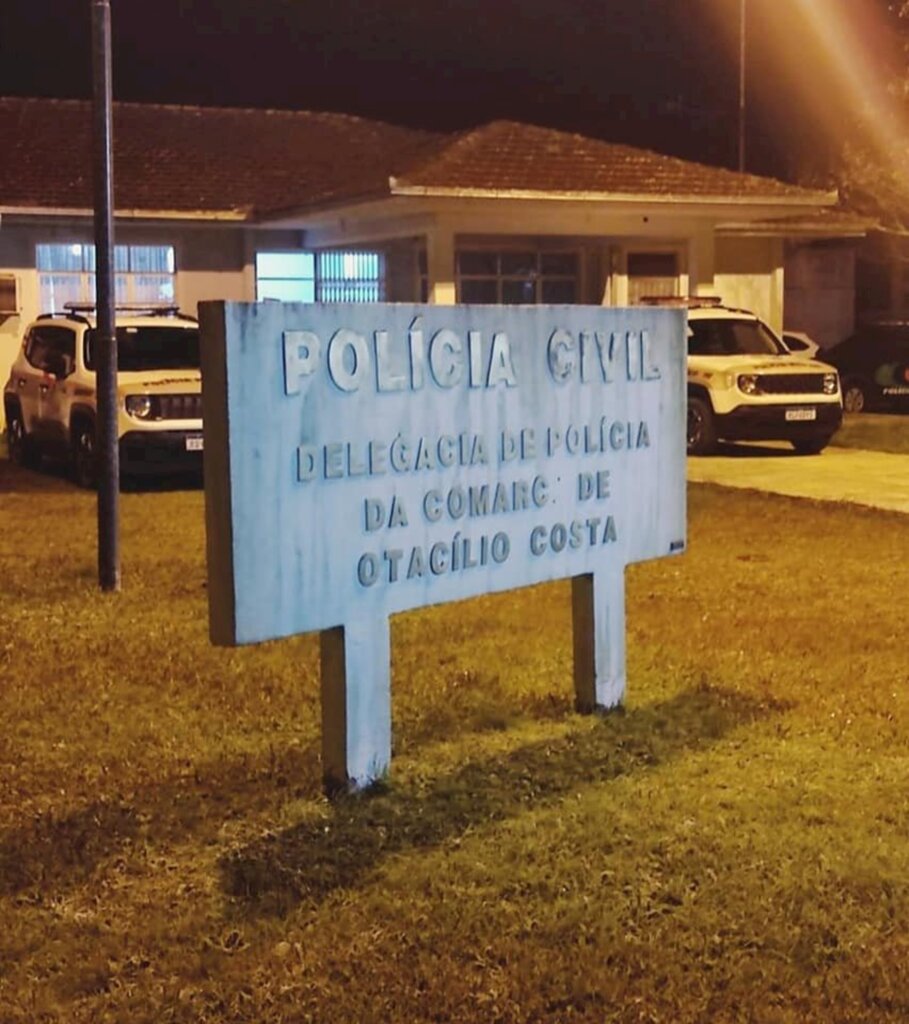 POLÍCIA CIVIL
DELEGACIA DE POLÍCIA
DA COMARC. DE
OTACÍLIO COSTA